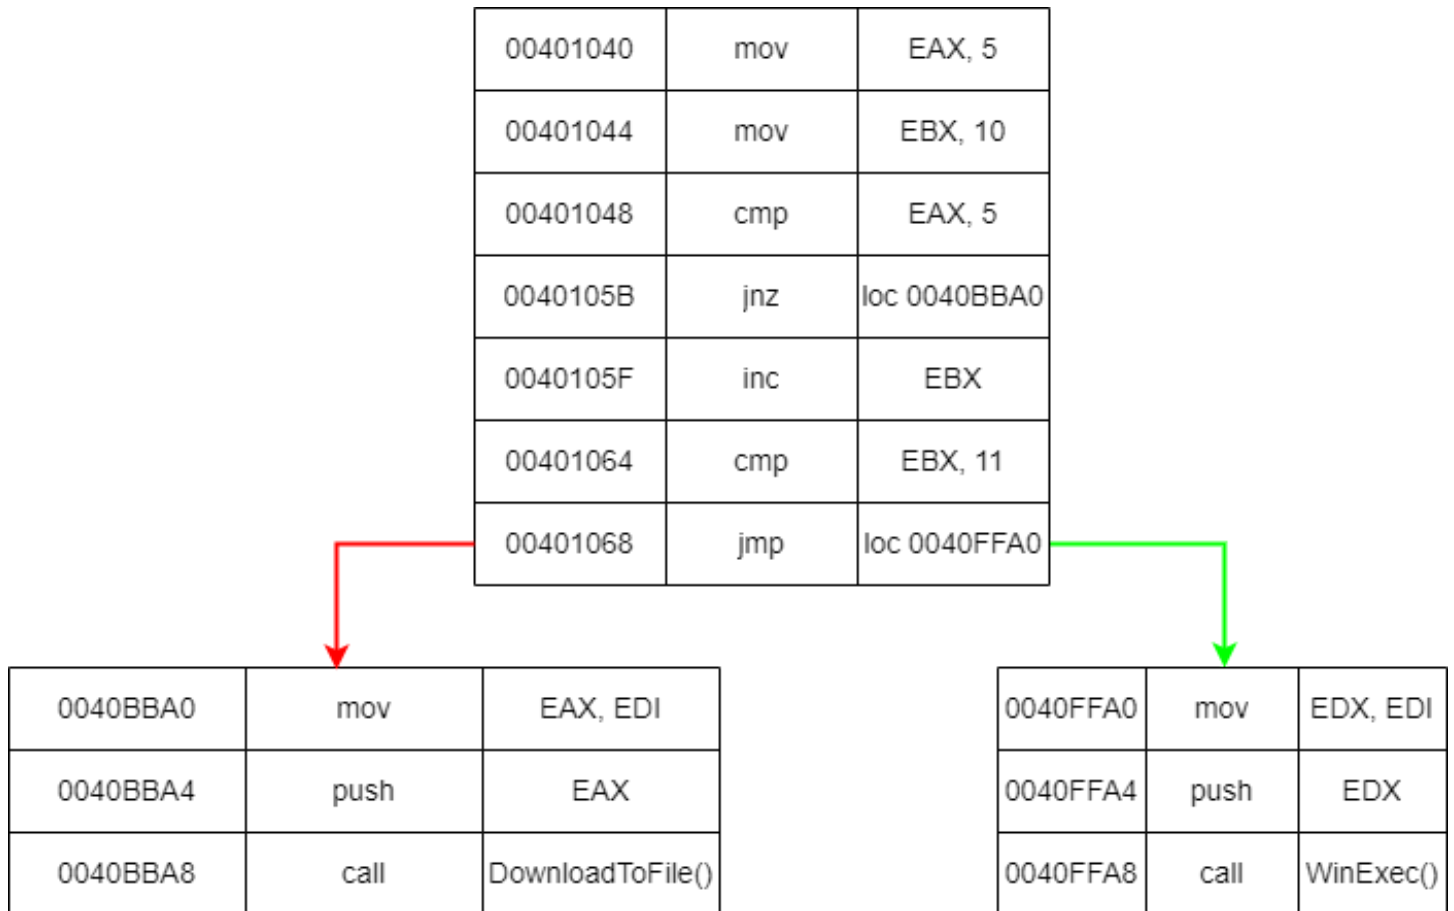 00401040 mov EAX, 5
00401044 mov EBX, 10
00401048 cmp EAX, 5
0040105B jnz loc 0040BBA0
0040105F inc EBX
00401064 cmp EBX, 11
00401068 jmp loc 0040FFA0
0040BBA0 mov EAX, EDI
0040BBA4 push EAX
0040BBA8 call DownloadToFile()
0040FFA0 mov EDX, EDI
0040FFA4 push EDX
0040FFA8 call WinExec()